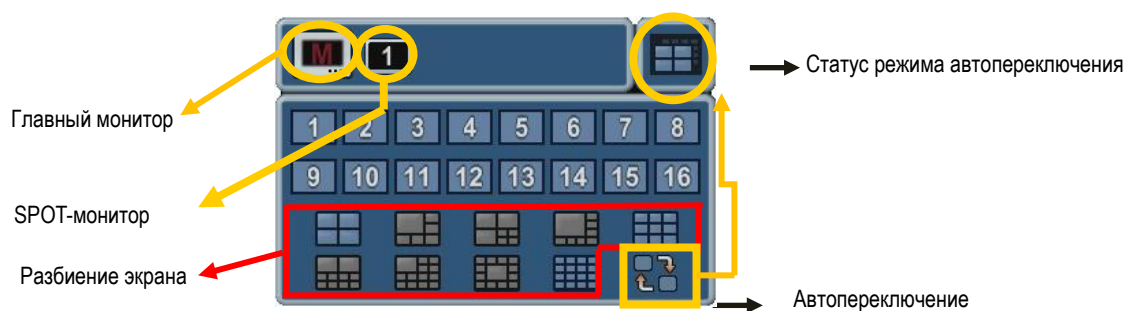 M 1
Статус режима автопереключения
Главный монитор
1 2 3 4 5 6 7 8
9 10 11 12 13 14 15 16
SPOT-монитор
Разбиение экрана
Автопереключение